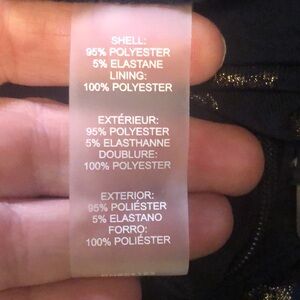 SHELL:
95% POLYESTER
5% ELASTANE
LINING:
100% POLYESTER
EXTÉRIEUR:
95% POLYESTER
5% ELASTHANNE
DOUBLURE:
100% POLYESTER
EXTERIOR:
95% POLIÉSTER
5% ELASTANO
FORRO:
100% POLIÉSTER